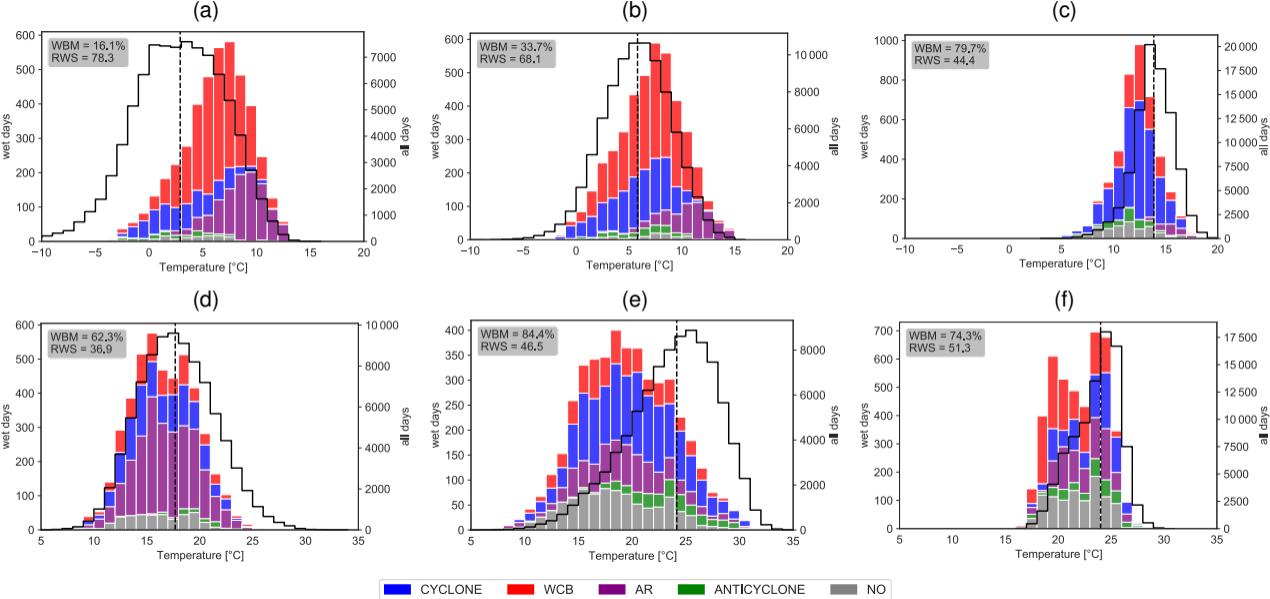 (a)
WBM = 16.1%
RWS = 78.3
600
500
400
300
200
100
0
wet days
7000
6000
5000
4000
3000
2000
1000
0
all days
−10 −5 0 5 10 15 20
Temperature [°C]
(b)
WBM = 33.7%
RWS = 68.1
600
500
400
300
200
100
0
wet days
10 000
8000
6000
4000
2000
0
all days
−10 −5 0 5 10 15 20
Temperature [°C]
(c)
WBM = 79.7%
RWS = 44.4
1000
800
600
400
200
0
wet days
20 000
17 500
15 000
12 500
10 000
7500
5000
2500
0
all days
−10 −5 0 5 10 15 20
Temperature [°C]
(d)
WBM = 62.3%
RWS = 36.9
600
500
400
300
200
100
0
wet days
10 000
8000
6000
4000
2000
0
all days
5 10 15 20 25 30 35
Temperature [°C]
(e)
WBM = 84.4%
RWS = 46.5
400
350
300
250
200
150
100
50
0
wet days
8000
6000
4000
2000
0
all days
5 10 15 20 25 30 35
Temperature [°C]
(f)
WBM = 74.3%
RWS = 51.3
700
600
500
400
300
200
100
0
wet days
17 500
15 000
12 500
10 000
7500
5000
2500
0
all days
5 10 15 20 25 30 35
Temperature [°C]
CYCLONE WCB AR ANTICYCLONE NO